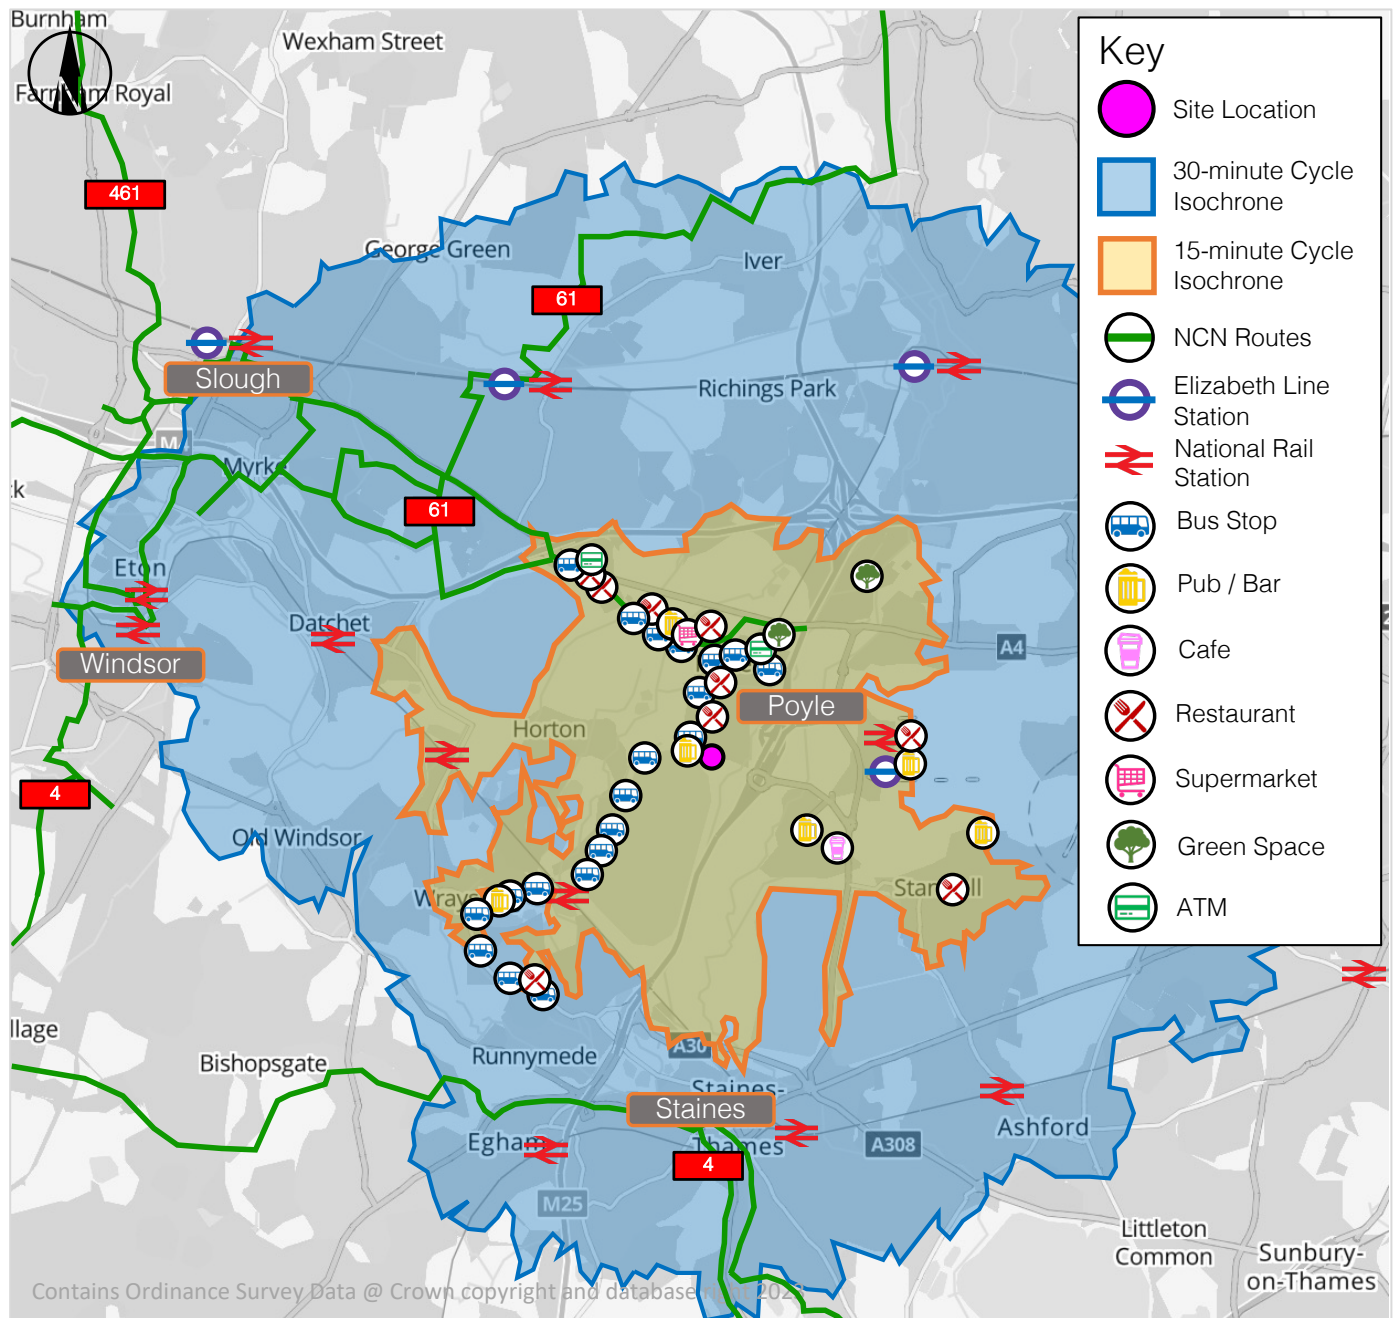 Burnham
Wexham Street
Farnham Royal
461
George Green
Iver
61
Slough
Richings Park
M4
Myrke
61
Eton
Datchet
A4
Windsor
Poyle
Horton
4
Old Windsor
llage
Bishopsgate
Runnymede
A30
Staines-
Staines
Thames
Egham
4
A308
Ashford
M25
Littleton
Common
Sunbury-
on-Thames
Contains Ordinance Survey Data @ Crown copyright and database
Key
Site Location
30-minute Cycle
Isochrone
15-minute Cycle
Isochrone
NCN Routes
Elizabeth Line
Station
National Rail
Station
Bus Stop
Pub / Bar
Cafe
Restaurant
Supermarket
Green Space
ATM